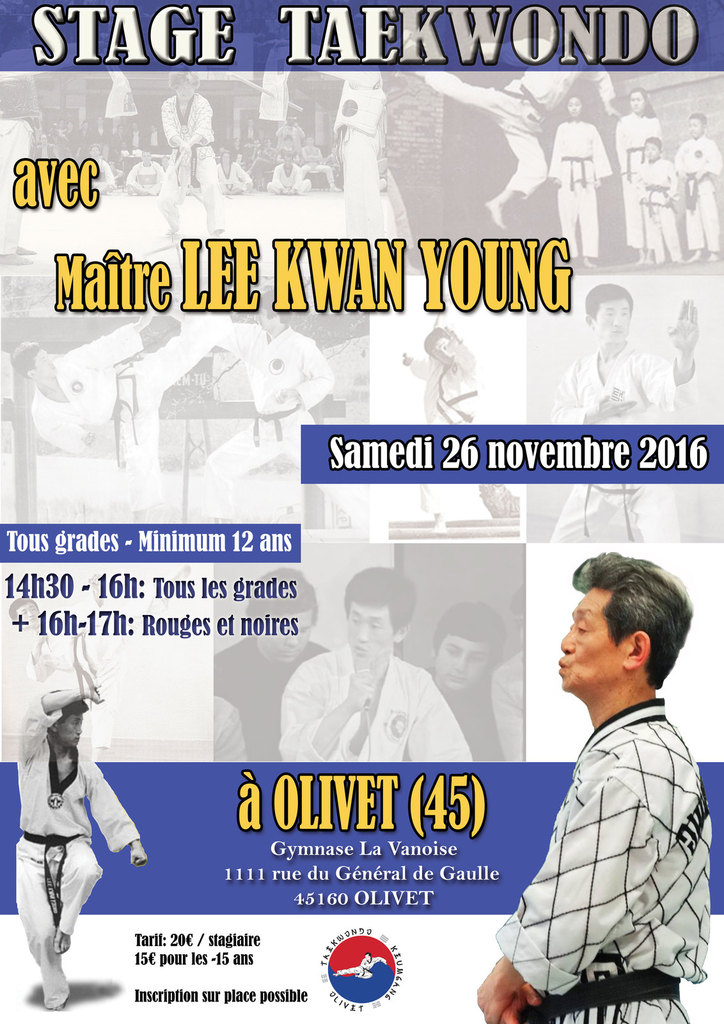 STAGE TAEKWONDO
avec
Maître LEE KWAN YOUNG
Samedi 26 novembre 2016
Tous grades - Minimum 12 ans
14h30 - 16h: Tous les grades
+ 16h-17h: Rouges et noires
à OLIVET (45)
Gymnase La Vanoise
1111 rue du Général de Gaulle
45160 OLIVET
Tarif: 20€ / stagiaire
15€ pour les -15 ans
Inscription sur place possible
TAEKWONDO KEUMGANG
OLIVET